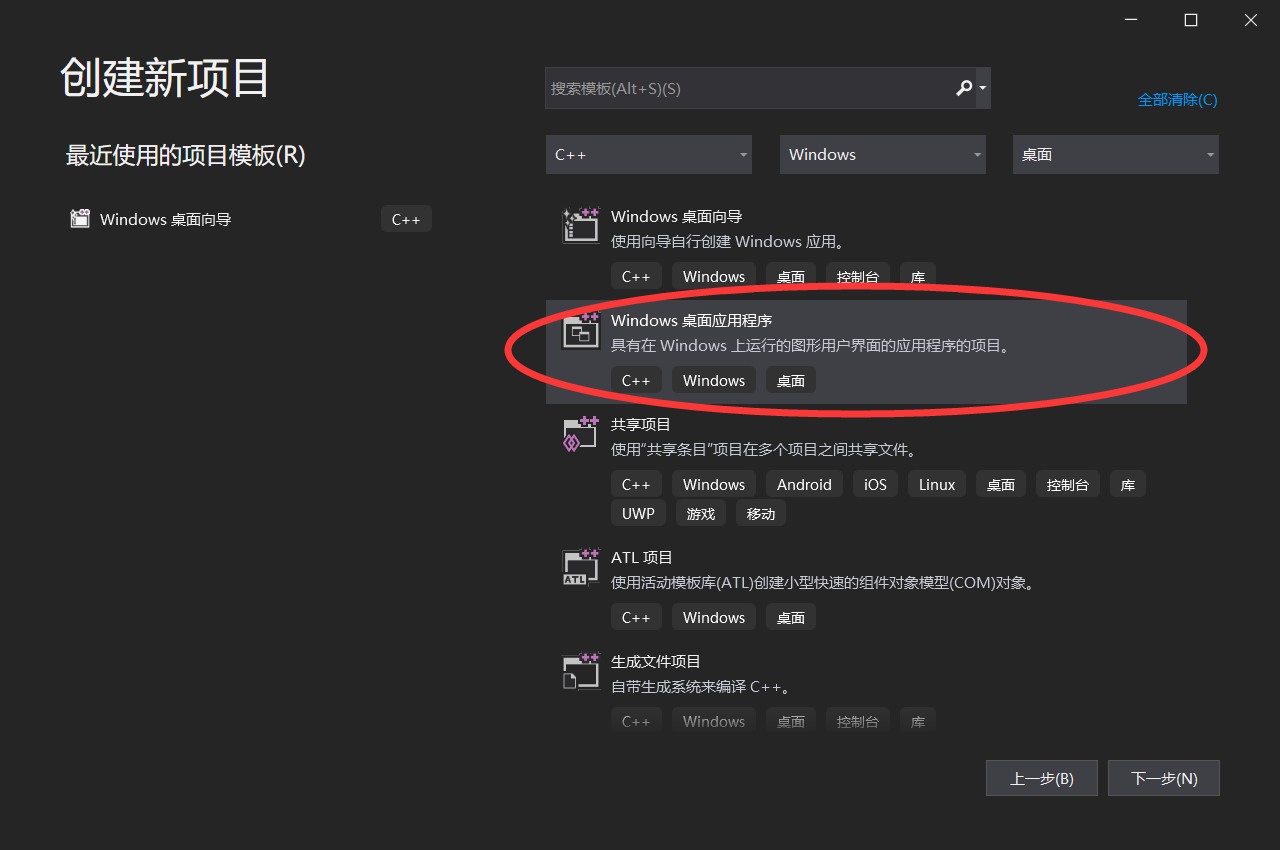 创建新项目
搜索模板(Alt+S)(S)
全部清除(C)
最近使用的项目模板(R)
C++ Windows 桌面
Windows 桌面向导 C++
Windows 桌面向导
使用向导自行创建 Windows 应用。
C++ Windows 桌面 控制台 库
Windows 桌面应用程序
具有在 Windows 上运行的图形用户界面的应用程序的项目。
C++ Windows 桌面
共享项目
使用“共享条目”项目在多个项目之间共享文件。
C++ Windows Android iOS Linux 桌面 控制台 库
UWP 游戏 移动
ATL 项目
使用活动模板库(ATL)创建小型快速的组件对象模型(COM)对象。
C++ Windows 桌面
生成文件项目
自带生成系统来编译 C++。
C++ Windows 桌面 控制台 库
上一步(B) 下一步(N)